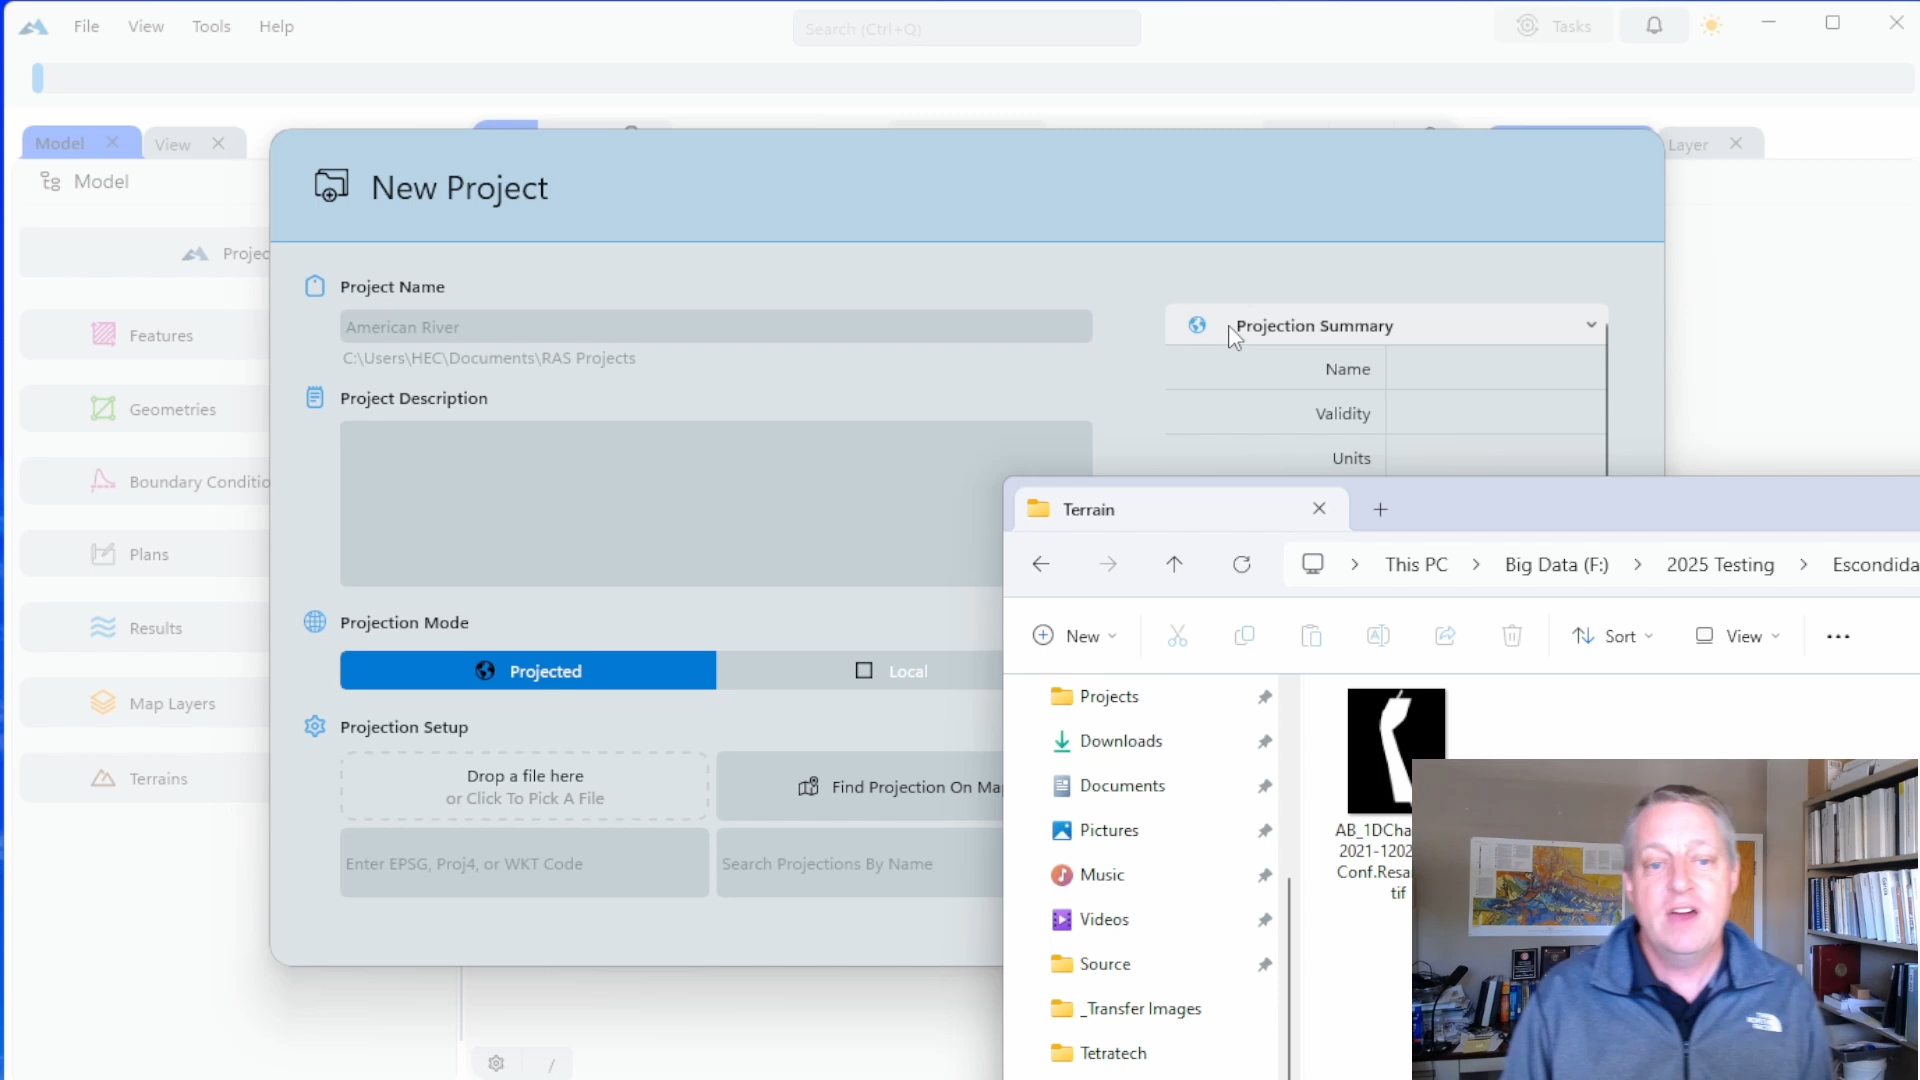 File View Tools Help
Search (Ctrl+Q)
Tasks
Model
View
Layer
Model
New Project
Projec
Features
Geometries
Boundary Conditio
Plans
Results
Map Layers
Terrains
Project Name
American River
C:\Users\HEC\Documents\RAS Projects
Project Description
Projection Mode
Projected
Local
Projection Setup
Drop a file here
or Click To Pick A File
Find Projection On Ma
Enter EPSG, Proj4, or WKT Code
Search Projections By Name
Projection Summary
Name
Validity
Units
/
Terrain
This PC > Big Data (F:) > 2025 Testing > Escondida
New
Sort
View
Projects
Downloads
Documents
Pictures
Music
Videos
Source
_Transfer Images
Tetratech
AB_1DCha
2021-1202
Conf.Resa
tif